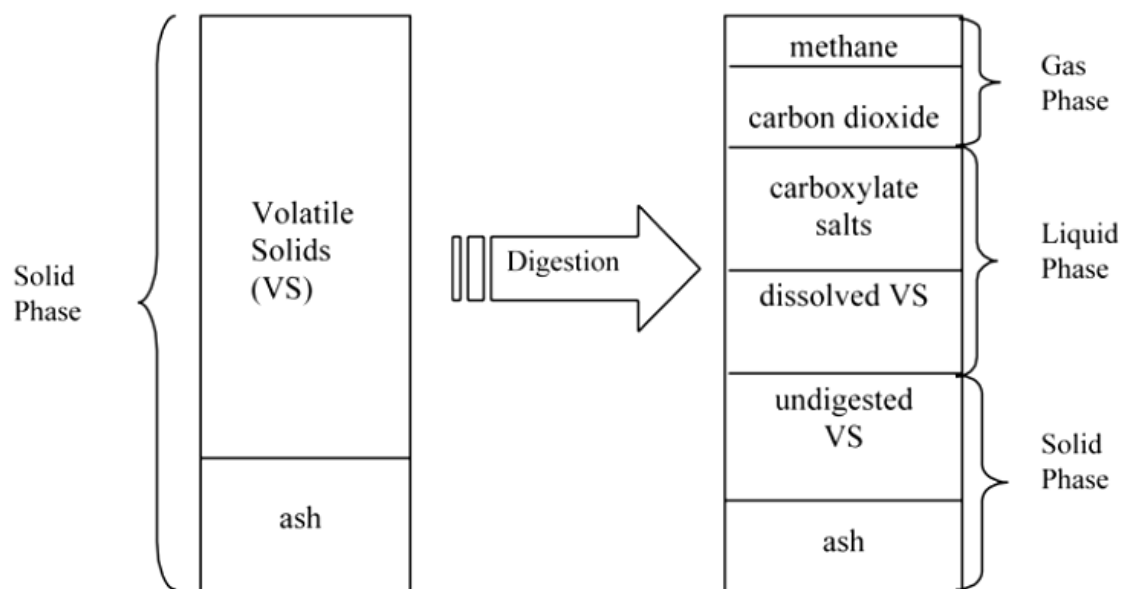 Solid
Phase
Volatile
Solids
(VS)
ash
Digestion
methane
carbon dioxide
carboxylate
salts
dissolved VS
undigested
VS
ash
Gas
Phase
Liquid
Phase
Solid
Phase